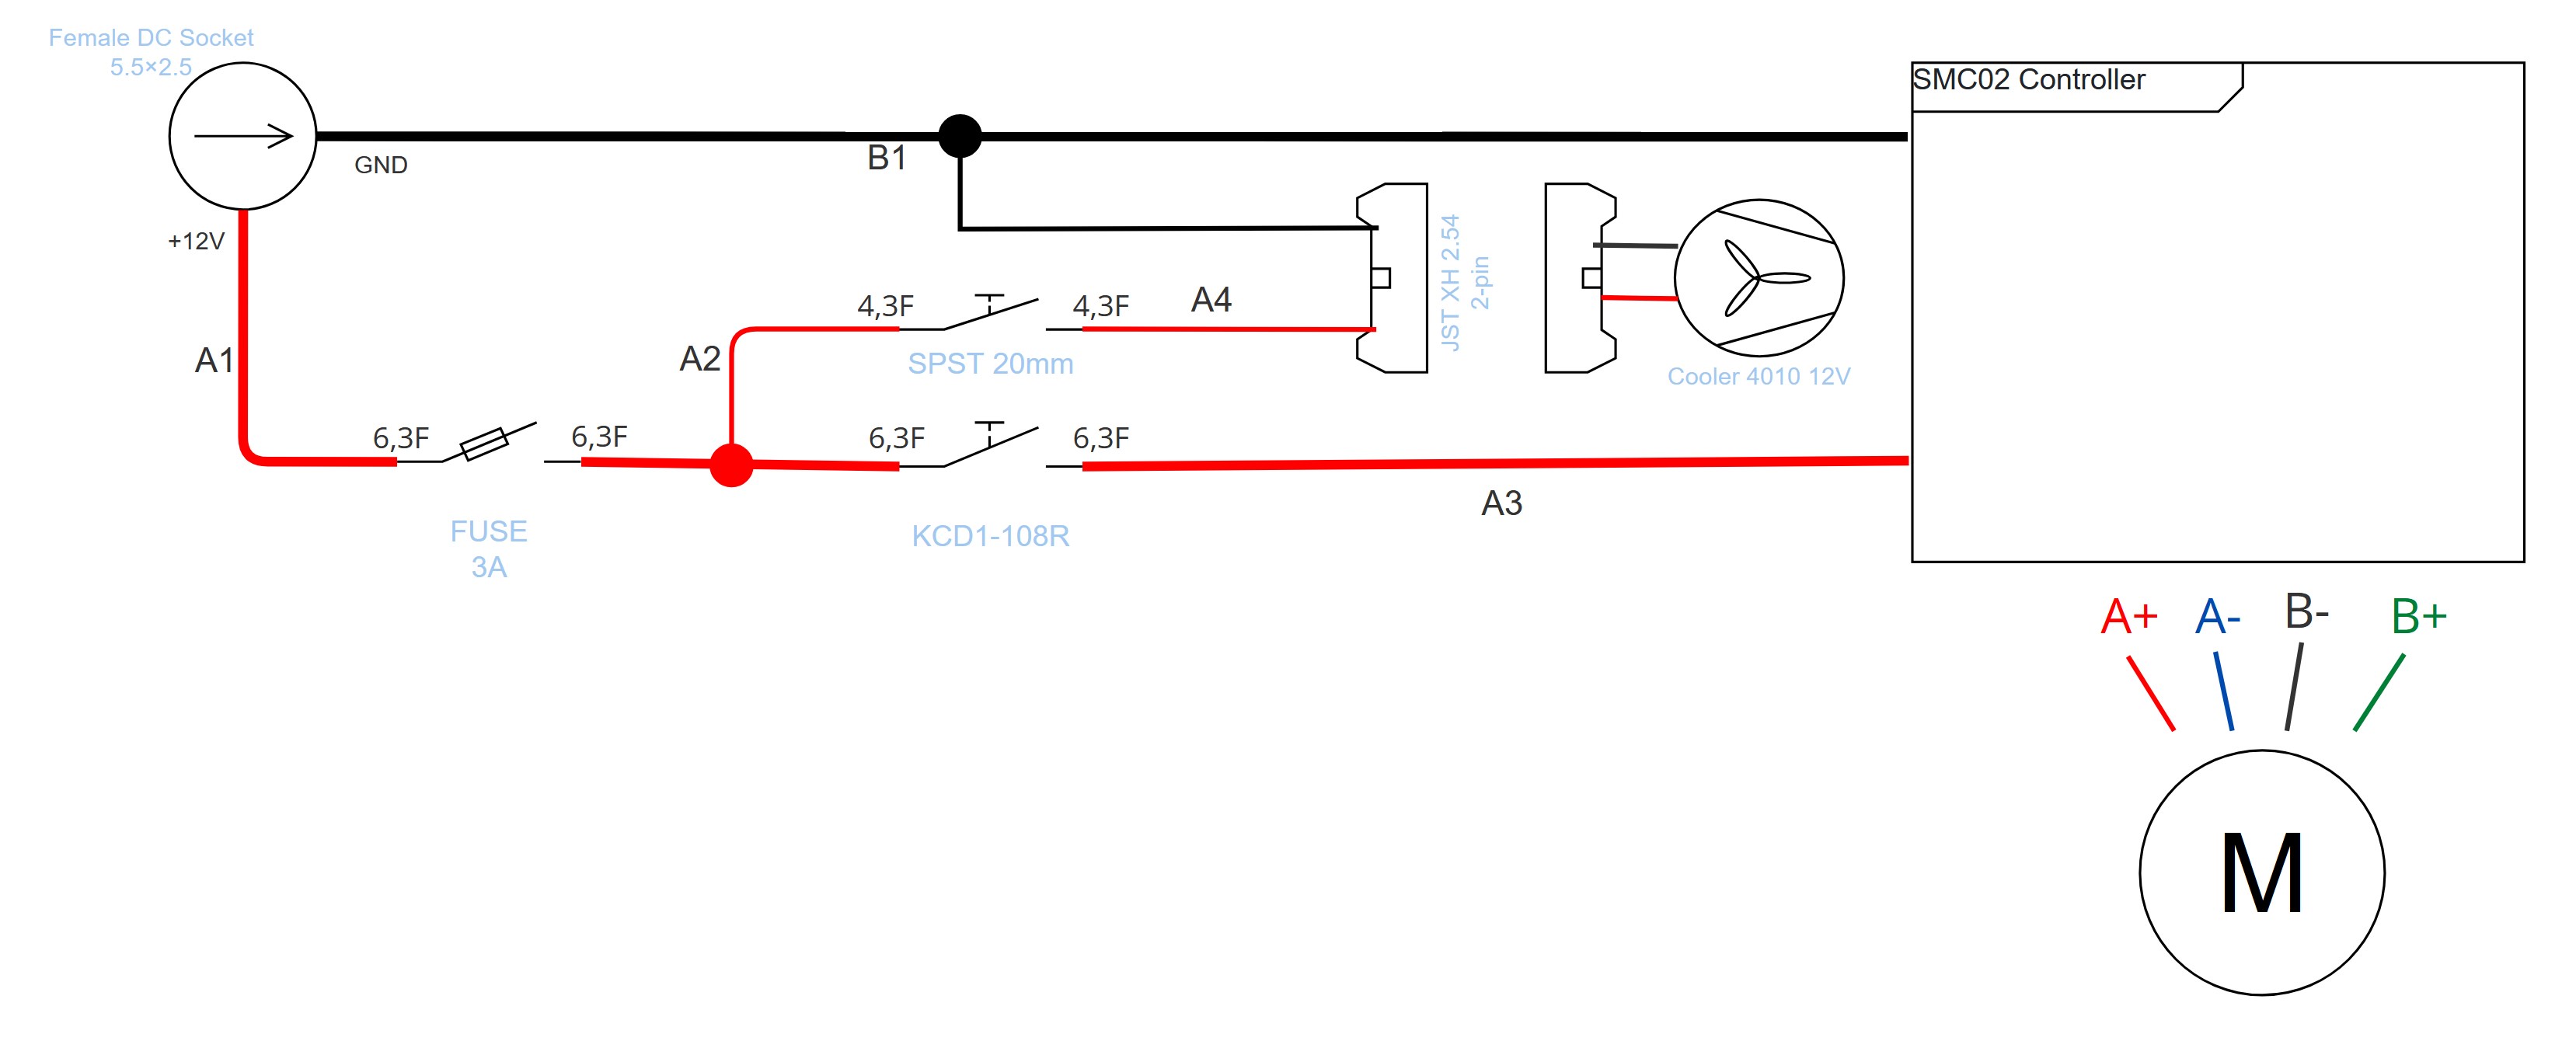 Female DC Socket
5.5×2.5
SMC02 Controller
GND
B1
+12V
JST XH 2.54
2-pin
4,3F
4,3F
A4
A1
A2
SPST 20mm
Cooler 4010 12V
6,3F
6,3F
6,3F
6,3F
A3
FUSE
3A
KCD1-108R
A+
A-
B-
B+
M